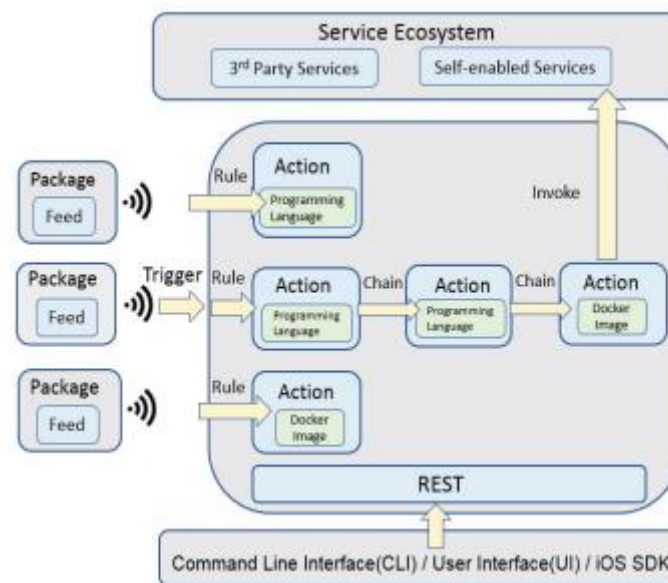 Service Ecosystem
3rd Party Services
Self-enabled Services
Package
Feed
Rule
Action
Programming
Language
Invoke
Package
Feed
Trigger
Rule
Action
Programming
Language
Chain
Action
Programming
Language
Chain
Action
Docker
Image
Package
Feed
Rule
Action
Docker
Image
REST
Command Line Interface(CLI) / User Interface(UI) / iOS SDK